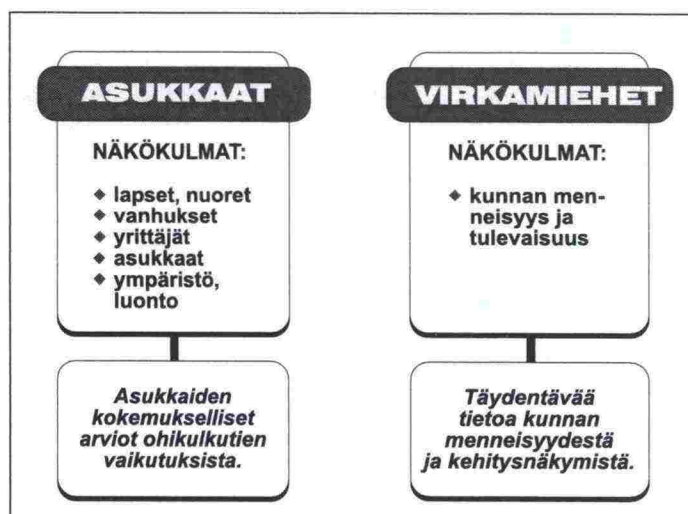 ASUKKAAT
NÄKÖKULMAT:
◆ lapset, nuoret
◆ vanhukset
◆ yrittäjät
◆ asukkaat
◆ ympäristö,
luonto
Asukkaiden
kokemukselliset
arviot ohikulkutien
vaikutuksista.
VIRKAMIEHET
NÄKÖKULMAT:
◆ kunnan men-
neisyys ja
tulevaisuus
Täydentävää
tietoa kunnan
menneisyydestä
ja kehitysnäkymistä.